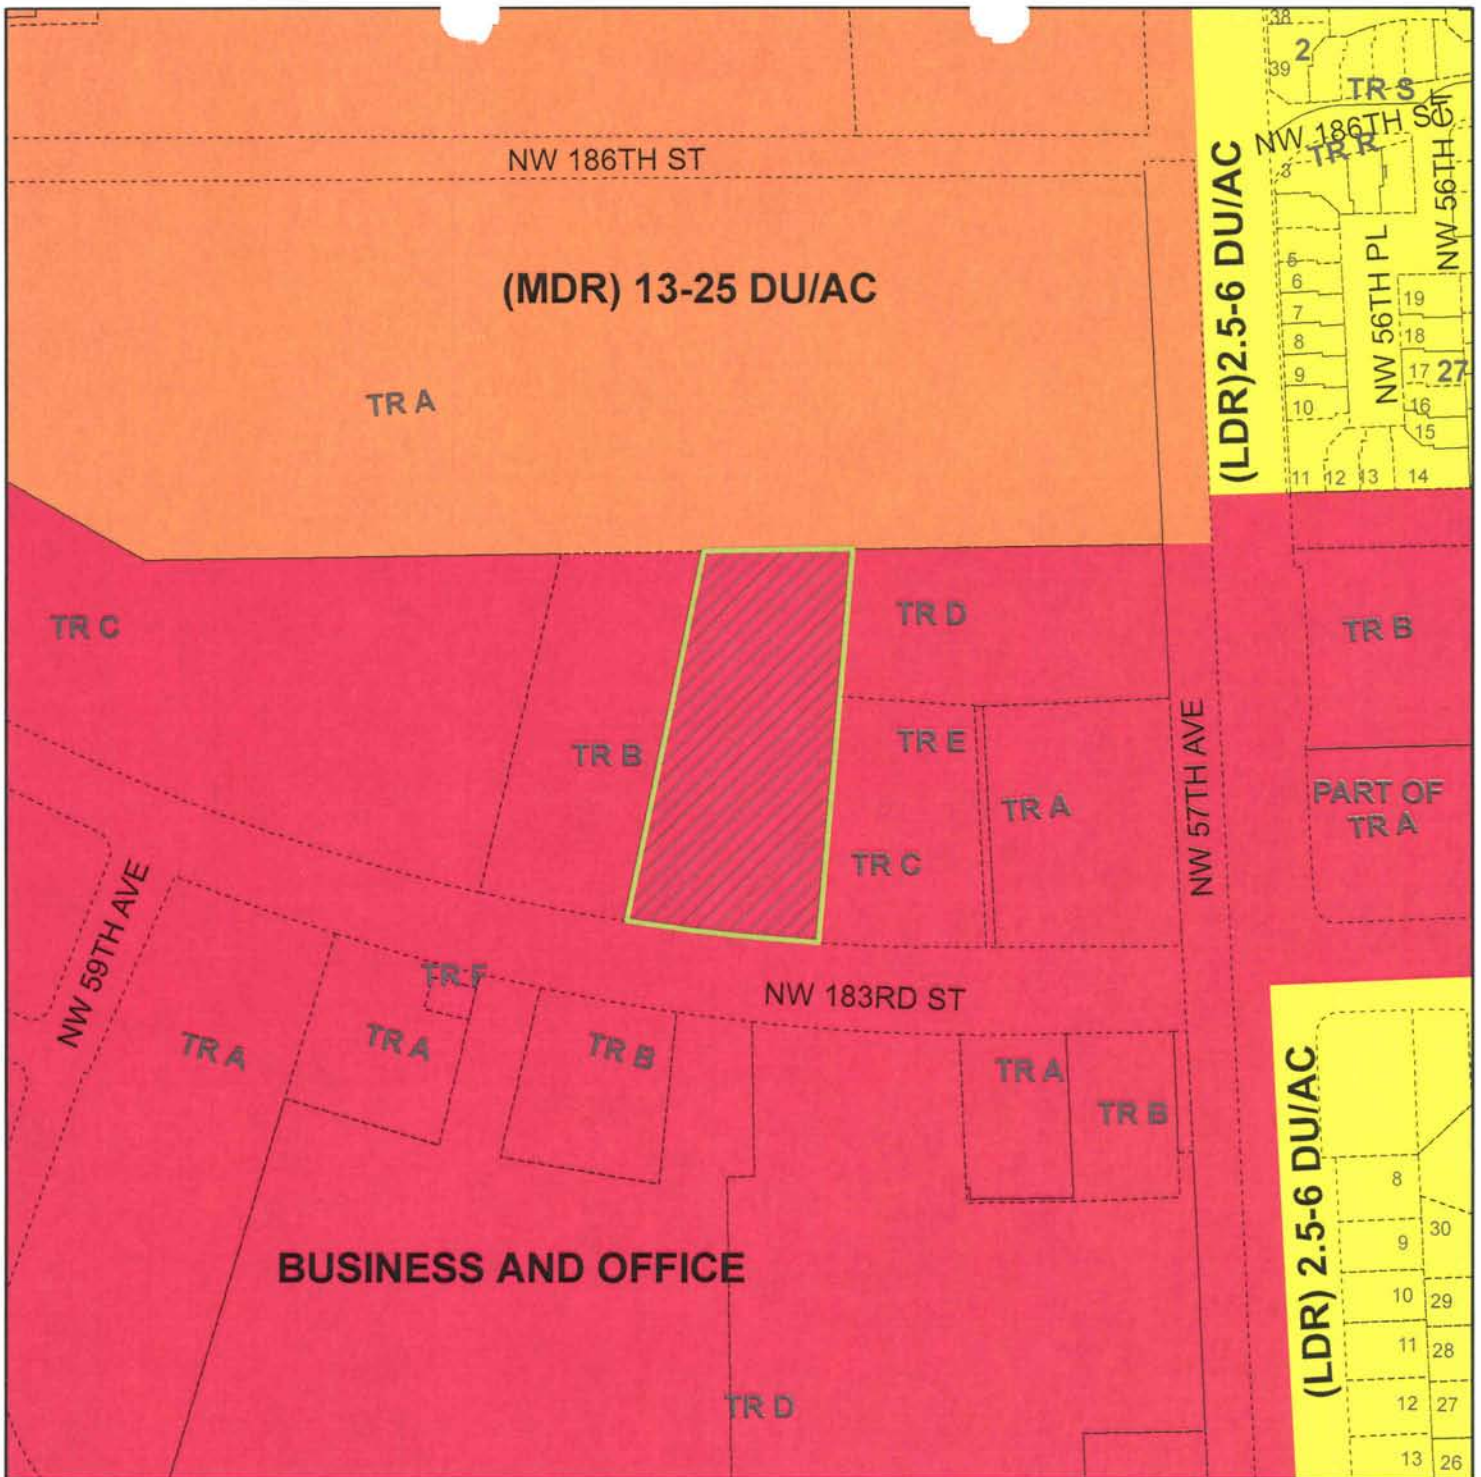 38
2
39
TR S
NW 186TH ST
TR R
NW 56TH CT
3
NW 186TH ST
(MDR) 13-25 DU/AC
(LDR)2.5-6 DU/AC
5
6
7
8
9
10
NW 56TH PL
19
18
17
27
16
15
11
12
13
14
TR A
TR C
TR B
TR D
TR E
TR A
TR C
NW 57TH AVE
TR B
PART OF
TR A
NW 59TH AVE
TR F
NW 183RD ST
TR A
TR A
TR B
TR A
TR B
(LDR) 2.5-6 DU/AC
8
30
9
10
29
11
28
12
27
13
26
BUSINESS AND OFFICE
TR D